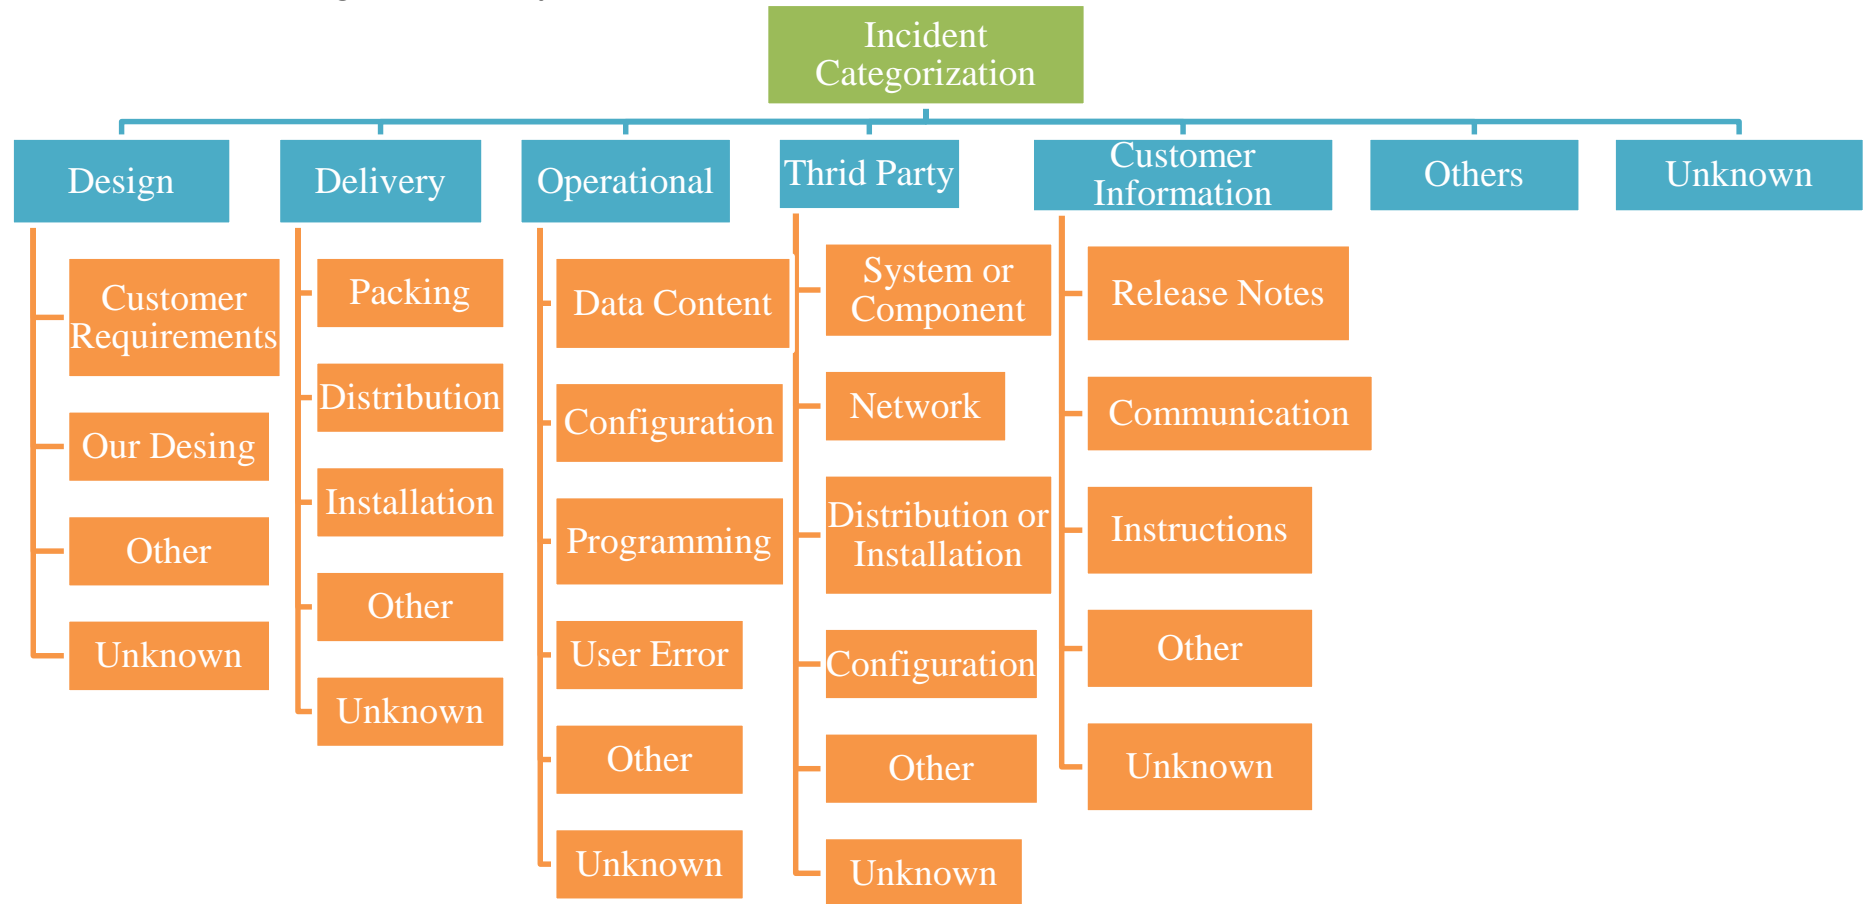 Incident
Categorization
Design
Delivery
Operational
Thrid Party
Customer
Information
Others
Unknown
Customer
Requirements
Our Desing
Other
Unknown
Packing
Distribution
Installation
Other
Unknown
Data Content
Configuration
Programming
User Error
Other
Unknown
System or
Component
Network
Distribution or
Installation
Configuration
Other
Unknown
Release Notes
Communication
Instructions
Other
Unknown